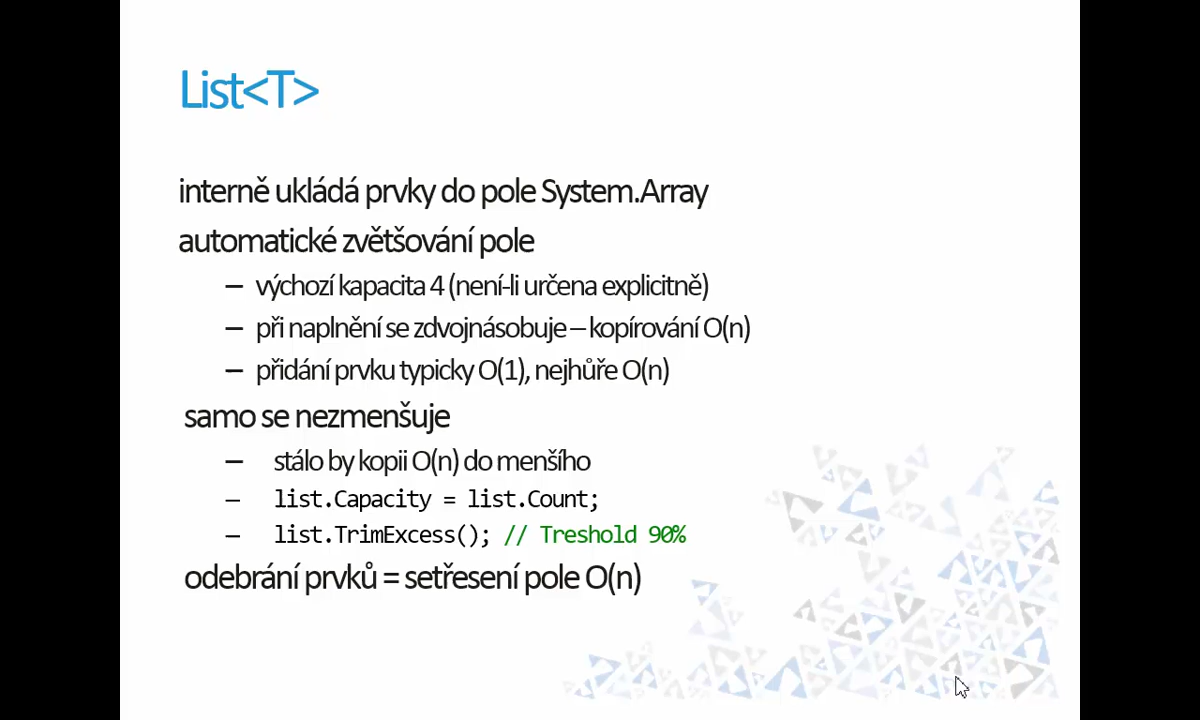 List<T>
interně ukládá prvky do pole System.Array
automatické zvětšování pole
– výchozí kapacita 4 (není-li určena explicitně)
– při naplnění se zdvojnásobuje – kopírování O(n)
– přidání prvku typicky O(1), nejhůře O(n)
samo se nezmenšuje
– stálo by kopii O(n) do menšího
– list.Capacity = list.Count;
– list.TrimExcess(); // Treshold 90%
odebrání prvků = setřesení pole O(n)